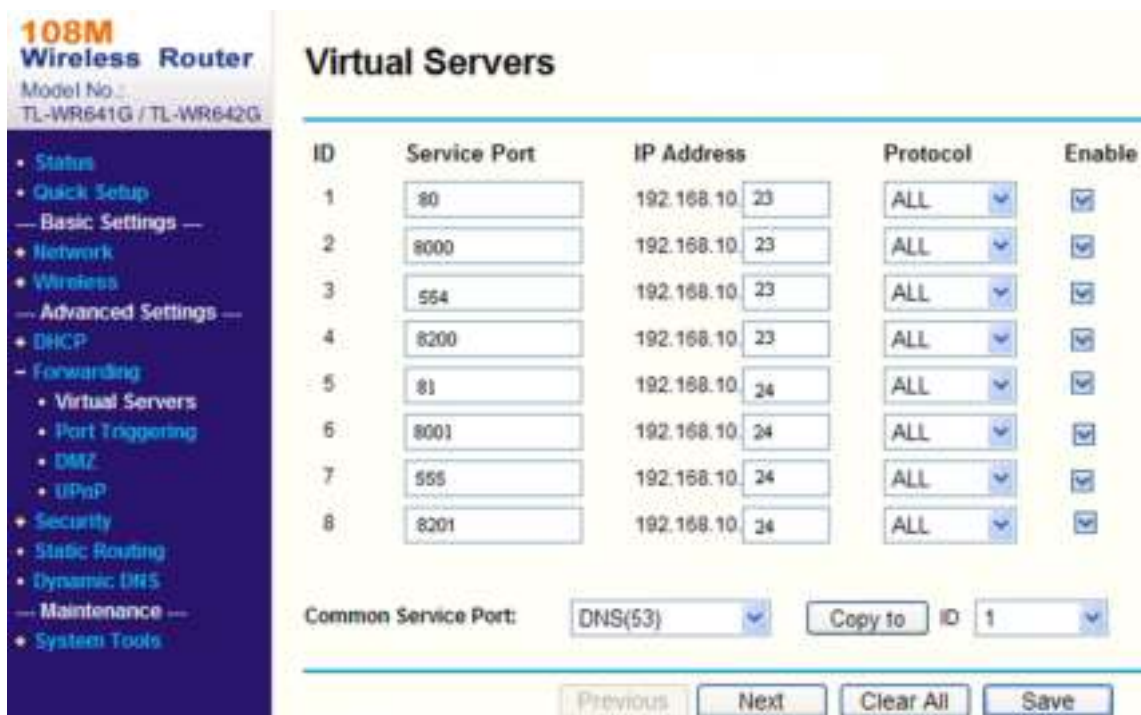 108M
Wireless Router
Model No.:
TL-WR641G / TL-WR642G
• Status
• Quick Setup
--- Basic Settings ---
+ Network
+ Wireless
--- Advanced Settings ---
+ DHCP
- Forwarding
• Virtual Servers
• Port Triggering
• DMZ
• UPnP
+ Security
• Static Routing
• Dynamic DNS
--- Maintenance ---
+ System Tools
Virtual Servers
ID Service Port IP Address Protocol Enable
1 80 192.168.10. 23 ALL
2 8000 192.168.10. 23 ALL
3 554 192.168.10. 23 ALL
4 8200 192.168.10. 23 ALL
5 81 192.168.10. 24 ALL
6 8001 192.168.10. 24 ALL
7 555 192.168.10. 24 ALL
8 8201 192.168.10. 24 ALL
Common Service Port: DNS(53) Copy to ID 1
Previous Next Clear All Save